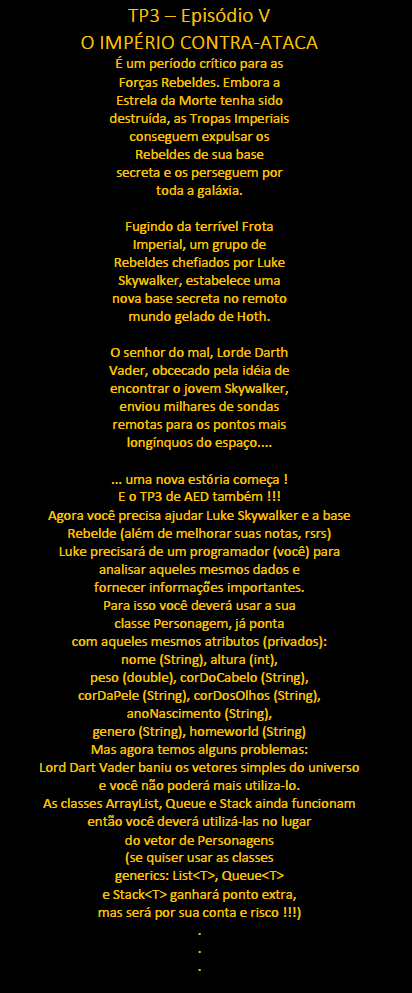 TP3 – Episódio V
O IMPÉRIO CONTRA-ATACA
É um período crítico para as
Forças Rebeldes. Embora a
Estrela da Morte tenha sido
destruída, as Tropas Imperiais
conseguem expulsar os
Rebeldes de sua base
secreta e os perseguem por
toda a galáxia.
Fugindo da terrível Frota
Imperial, um grupo de
Rebeldes chefiados por Luke
Skywalker, estabelece uma
nova base secreta no remoto
mundo gelado de Hoth.
O senhor do mal, Lorde Darth
Vader, obcecado pela idéia de
encontrar o jovem Skywalker,
enviou milhares de sondas
remotas para os pontos mais
longínquos do espaço....
... uma nova estória começa !
E o TP3 de AED também !!!
Agora você precisa ajudar Luke Skywalker e a base
Rebelde (além de melhorar suas notas, rsrs)
Luke precisará de um programador (você) para
analisar aqueles mesmos dados e
fornecer informações importantes.
Para isso você deverá usar a sua
classe Personagem, já ponta
com aqueles mesmos atributos (privados):
nome (String), altura (int),
peso (double), corDoCabelo (String),
corDaPele (String), corDosOlhos (String),
anoNascimento (String),
genero (String), homeworld (String)
Mas agora temos alguns problemas:
Lord Dart Vader baniu os vetores simples do universo
e você não poderá mais utiliza-lo.
As classes ArrayList, Queue e Stack ainda funcionam
então você deverá utilizá-las no lugar
do vetor de Personagens
(se quiser usar as classes
generics: List<T>, Queue<T>
e Stack<T> ganhará ponto extra,
mas será por sua conta e risco !!!)
.
.
.